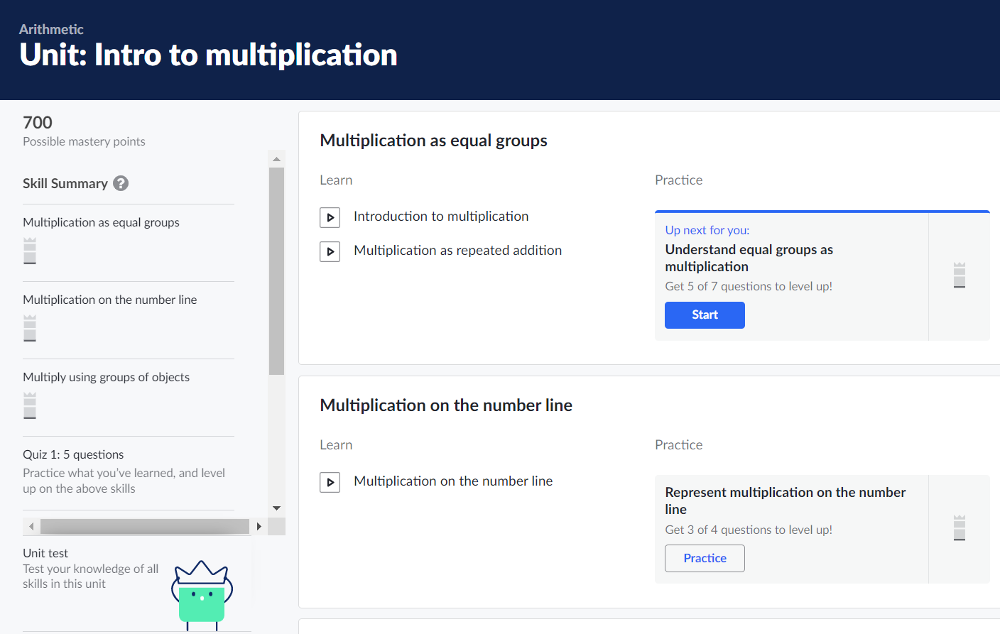 Arithmetic
Unit: Intro to multiplication
700
Possible mastery points
Skill Summary ?
Multiplication as equal groups
Multiplication on the number line
Multiply using groups of objects
Quiz 1: 5 questions
Practice what you've learned, and level
up on the above skills
Unit test
Test your knowledge of all
skills in this unit
Multiplication as equal groups
Learn
Introduction to multiplication
Multiplication as repeated addition
Practice
Up next for you:
Understand equal groups as
multiplication
Get 5 of 7 questions to level up!
Start
Multiplication on the number line
Learn
Multiplication on the number line
Practice
Represent multiplication on the number
line
Get 3 of 4 questions to level up!
Practice